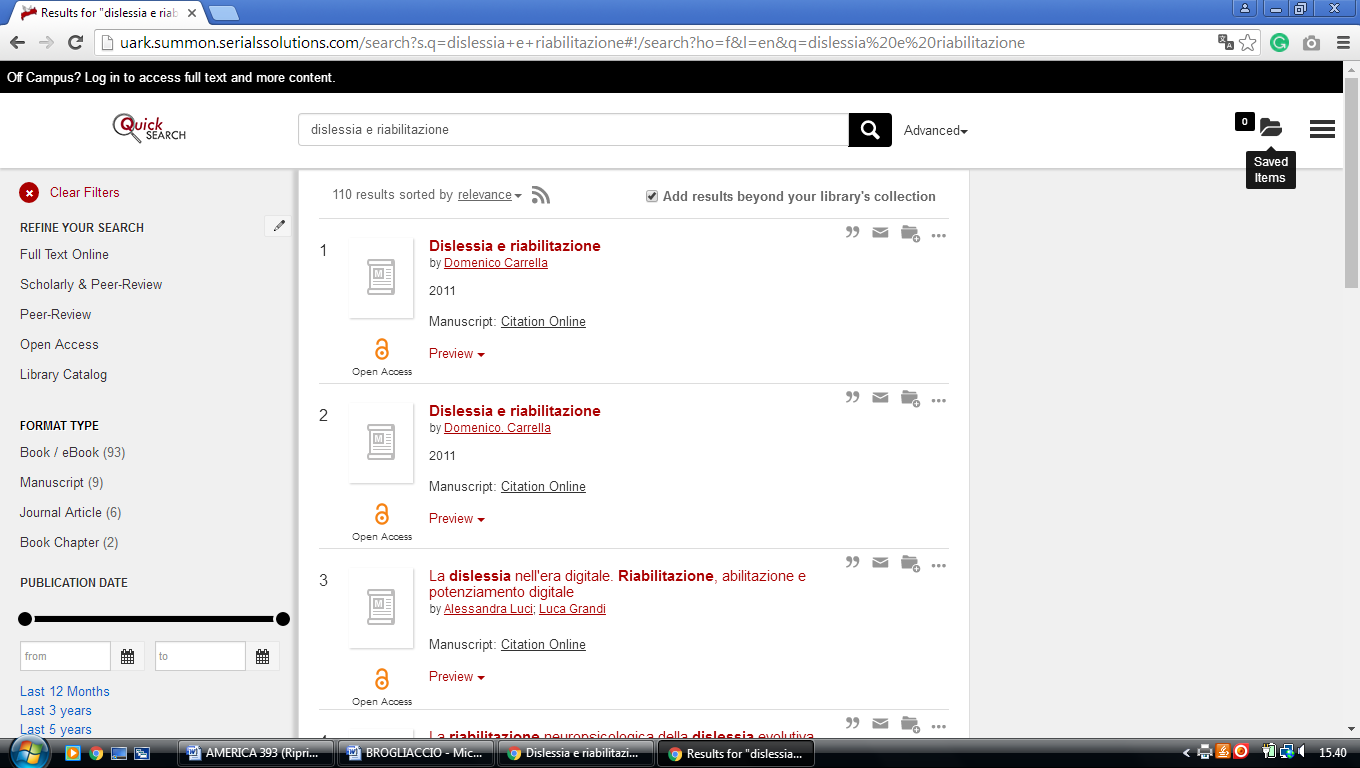 Results for "dislessia e riab
uark.summon.serialssolutions.com/search?s.q=dislessia+e+riabilitazione#!/search?ho=f&l=en&q=dislessia%20e%20riabilitazione
Off Campus? Log in to access full text and more content.
Quick SEARCH
dislessia e riabilitazione
Advanced
0
Saved Items
Clear Filters
REFINE YOUR SEARCH
Full Text Online
Scholarly & Peer-Review
Peer-Review
Open Access
Library Catalog
FORMAT TYPE
Book / eBook (93)
Manuscript (9)
Journal Article (6)
Book Chapter (2)
PUBLICATION DATE
from
to
Last 12 Months
Last 3 years
Last 5 years
110 results sorted by relevance
Add results beyond your library's collection
1
Dislessia e riabilitazione
by Domenico Carrella
2011
Manuscript: Citation Online
Preview
Open Access
2
Dislessia e riabilitazione
by Domenico. Carrella
2011
Manuscript: Citation Online
Preview
Open Access
3
La dislessia nell'era digitale. Riabilitazione, abilitazione e
potenziamento digitale
by Alessandra Luci; Luca Grandi
Manuscript: Citation Online
Preview
Open Access
La riabilitazione neuropsicologica della dislessia evolutiva
AMERICA 393 (Ripri...
BROGLIACCIO - Mic...
Dislessia e riabilitazi...
Results for "dislessia...
15.40